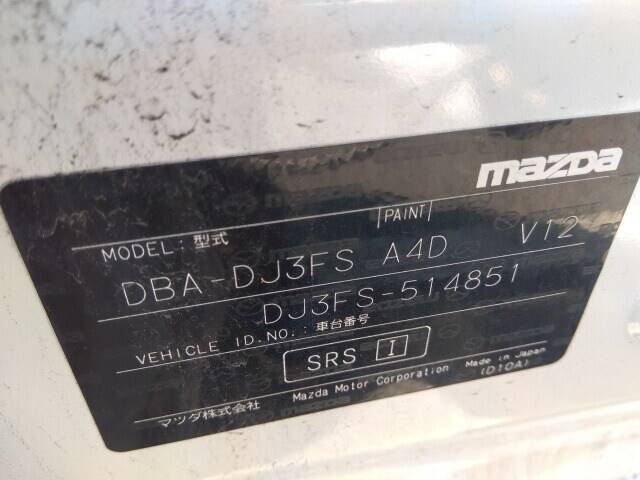 mazda
PAINT
MODEL: 型式
DBA-DJ3FS A4D V12
DJ3FS-514851
VEHICLE ID.NO.: 車台番号
SRS I
マツダ株式会社 Mazda Motor Corporation Made in Japan
(D10A)